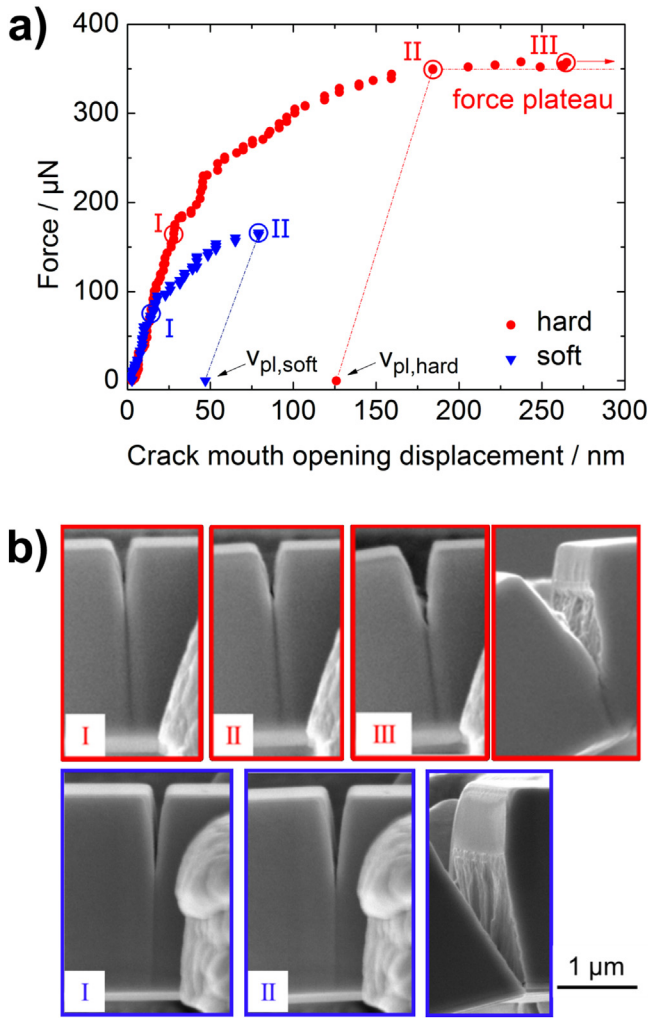 a)
400
300
200
100
0
Force / µN
I
II
III
force plateau
I
II
v_pl,soft
v_pl,hard
hard
soft
0 50 100 150 200 250 300
Crack mouth opening displacement / nm
b)
I II III
I II
1 µm